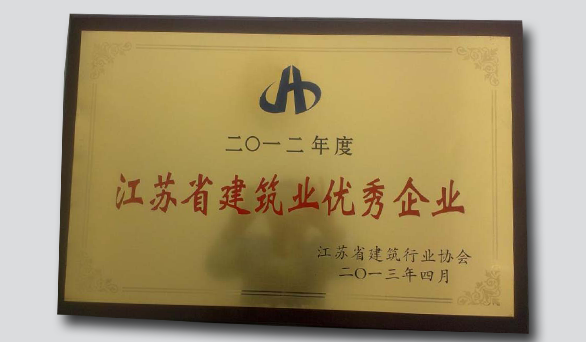 二〇一二年度
江苏省建筑业优秀企业
江苏省建筑行业协会
二〇一三年四月